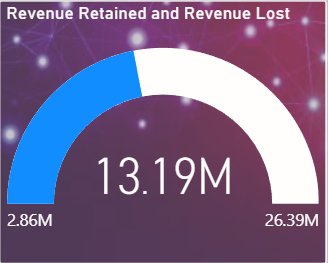 Revenue Retained and Revenue Lost
13.19M
2.86M
26.39M